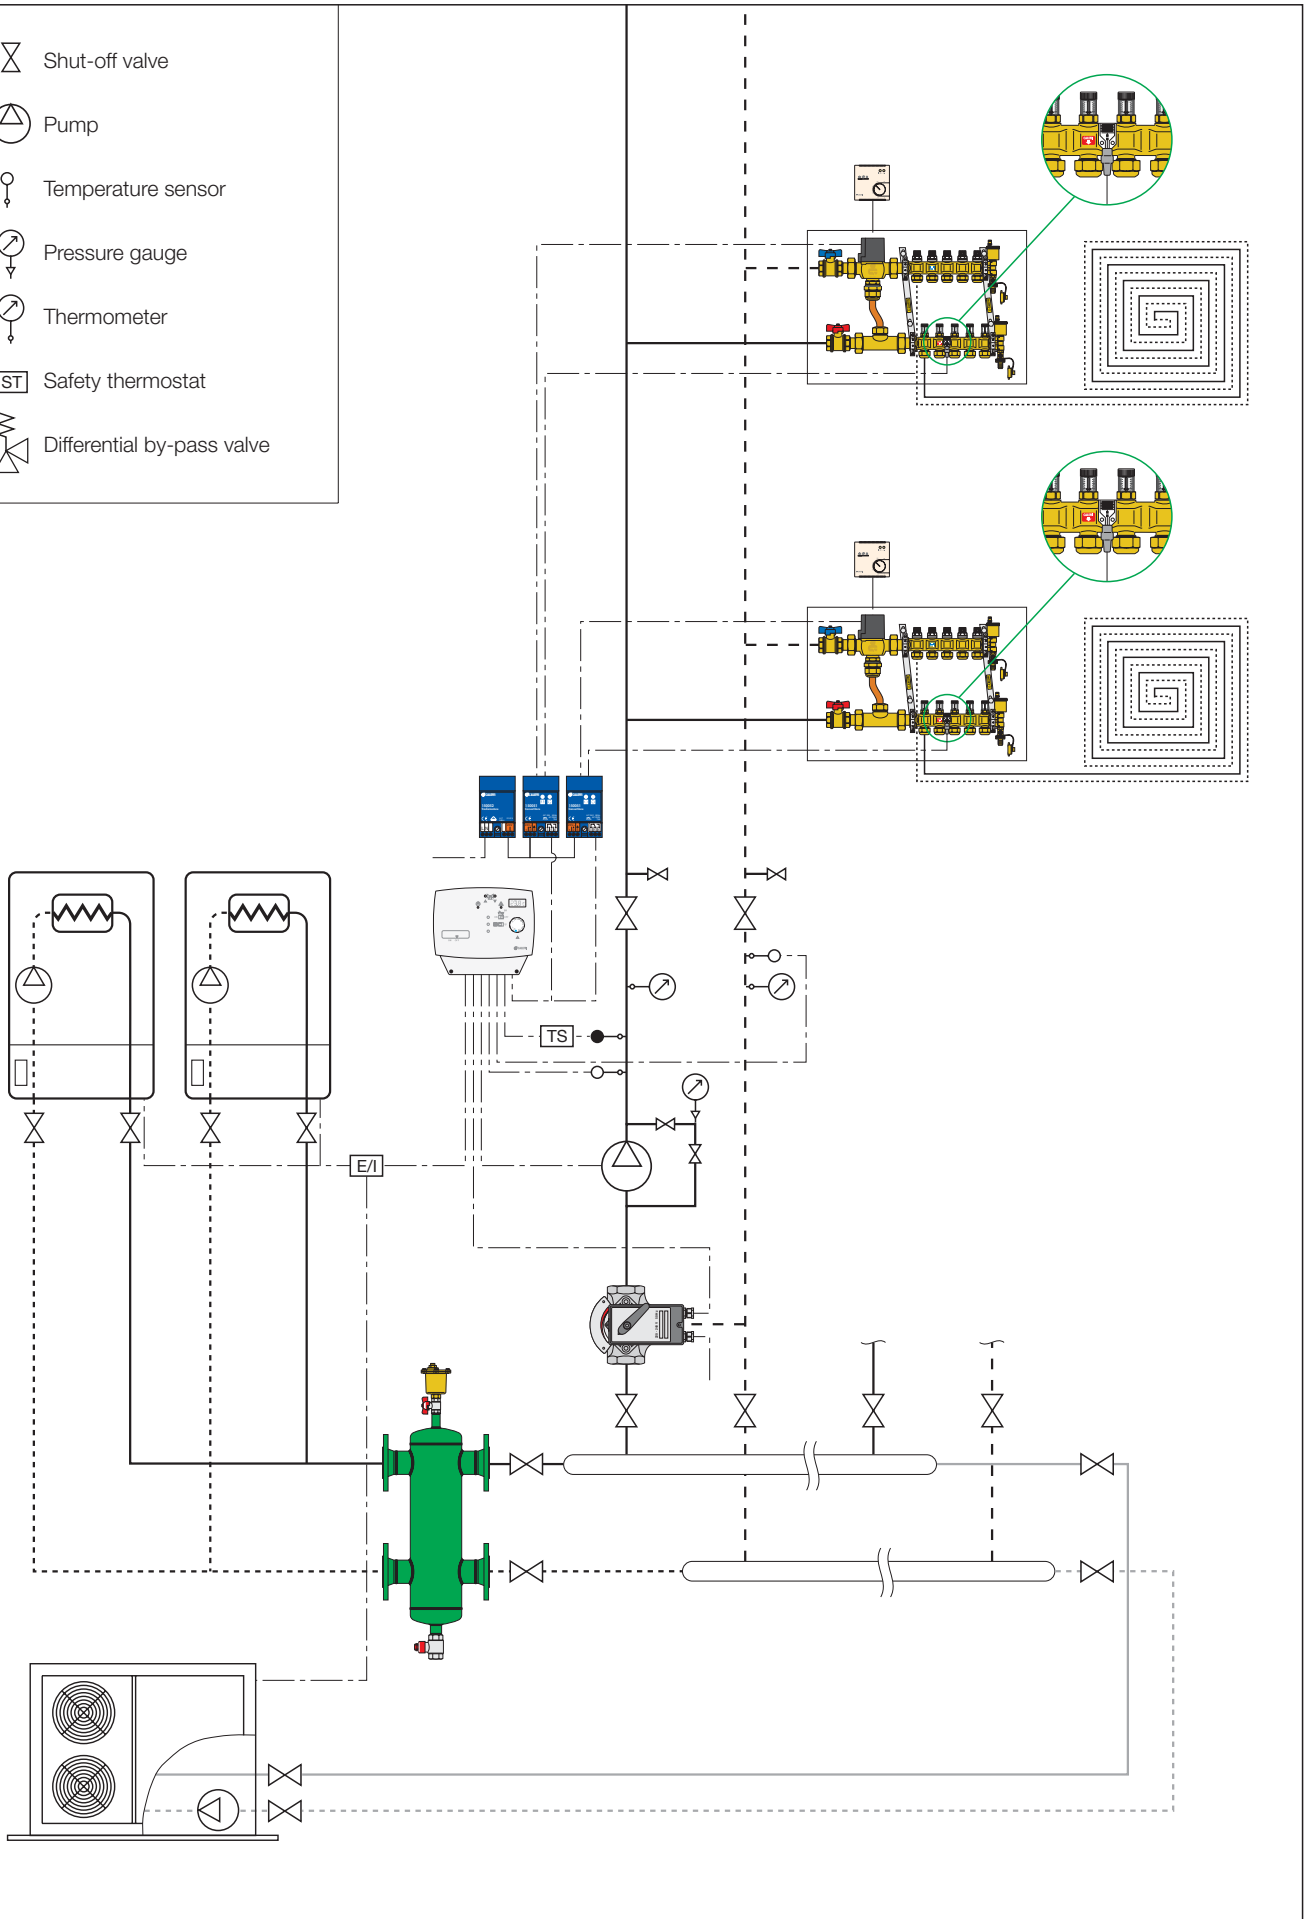 Shut-off valve
Pump
Temperature sensor
Pressure gauge
Thermometer
ST Safety thermostat
Differential by-pass valve
TS
E/I